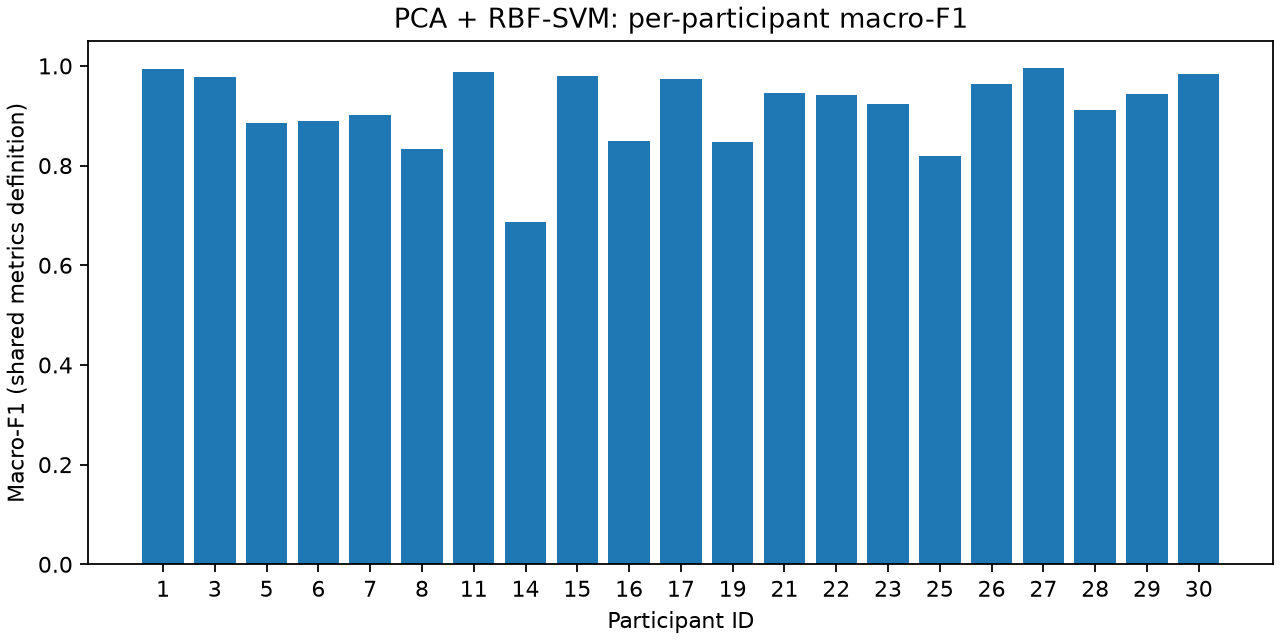 PCA + RBF-SVM: per-participant macro-F1
Macro-F1 (shared metrics definition)
1.0
0.8
0.6
0.4
0.2
0.0
1 3 5 6 7 8 11 14 15 16 17 19 21 22 23 25 26 27 28 29 30
Participant ID